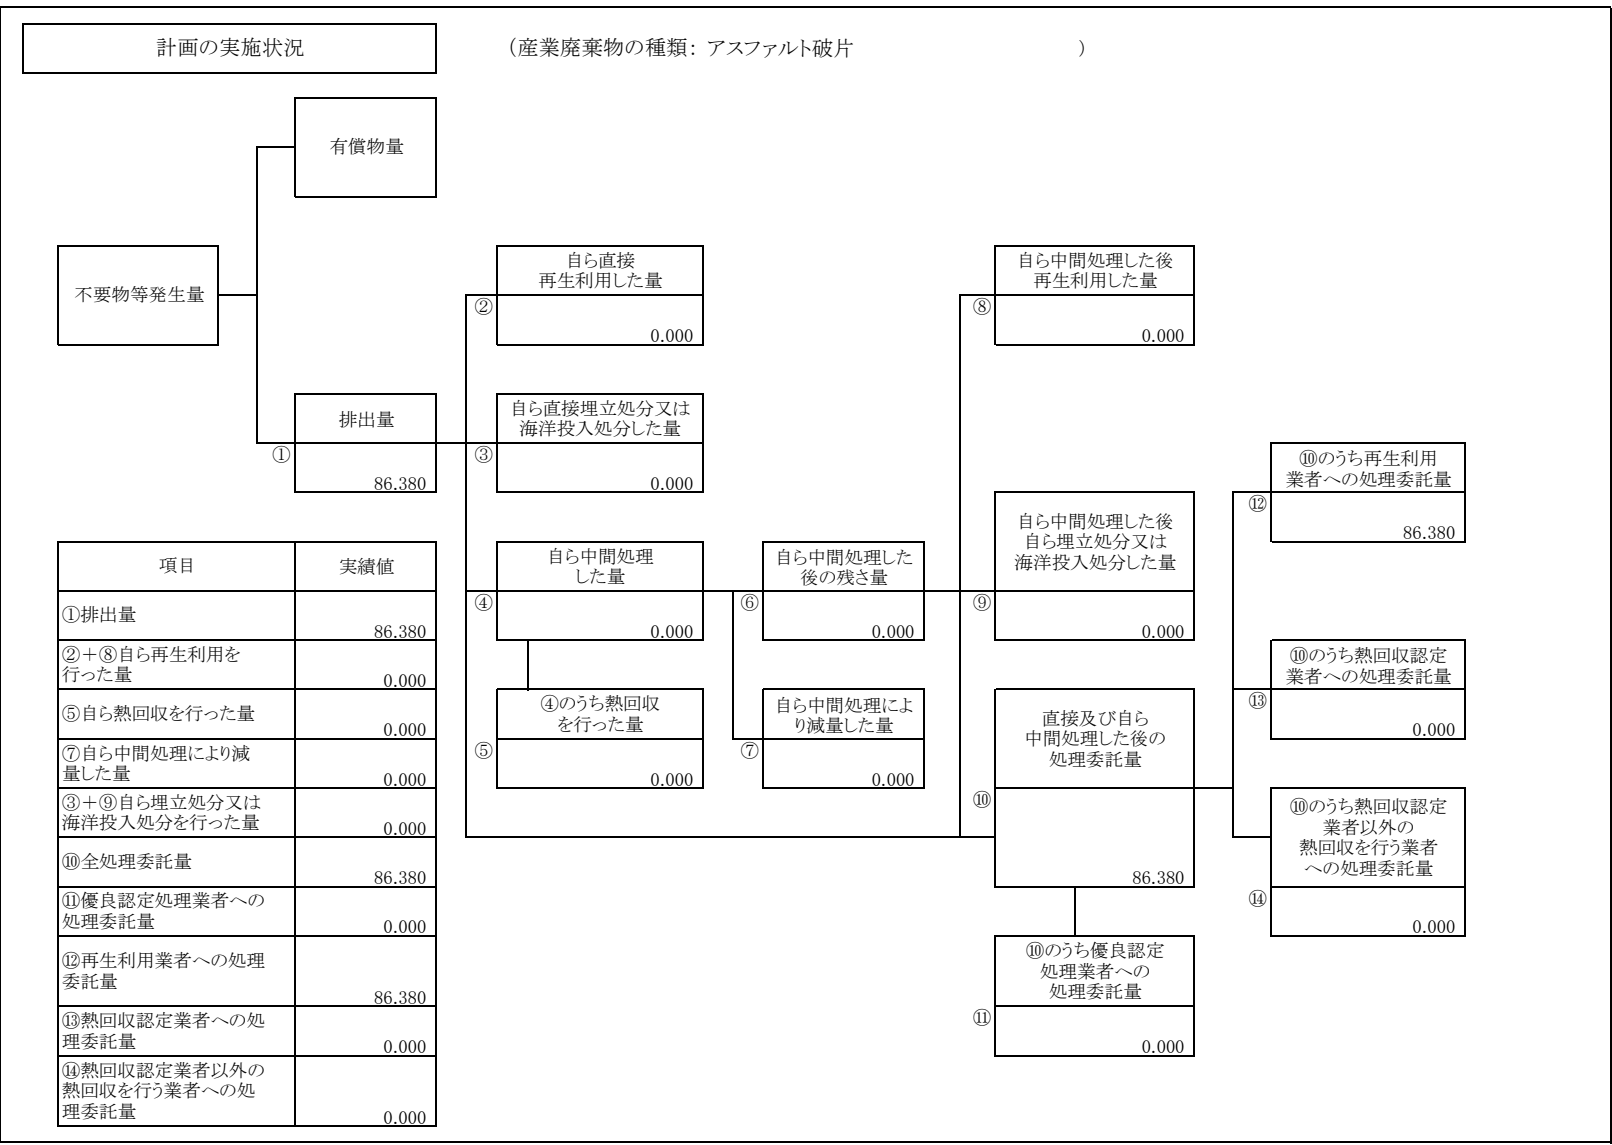 計画の実施状況
（産業廃棄物の種類： アスファルト破片　　　　　　　　　　　　）
有償物量
不要物等発生量
自ら直接
再生利用した量
②
0.000
自ら中間処理した後
再生利用した量
⑧
0.000
排出量
①
86.380
自ら直接埋立処分又は
海洋投入処分した量
③
0.000
⑩のうち再生利用
業者への処理委託量
⑫
86.380
自ら中間処理
した量
④
0.000
自ら中間処理した
後の残さ量
⑥
0.000
自ら中間処理した後
自ら埋立処分又は
海洋投入処分した量
⑨
0.000
⑩のうち熱回収認定
業者への処理委託量
⑬
0.000
④のうち熱回収
を行った量
⑤
0.000
自ら中間処理によ
り減量した量
⑦
0.000
直接及び自ら
中間処理した後の
処理委託量
⑩
86.380
⑩のうち熱回収認定
業者以外の
熱回収を行う業者
への処理委託量
⑭
0.000
⑩のうち優良認定
処理業者への
処理委託量
⑪
0.000
項目 実績値
①排出量
86.380
②＋⑧自ら再生利用を
行った量
0.000
⑤自ら熱回収を行った量
0.000
⑦自ら中間処理により減
量した量
0.000
③＋⑨自ら埋立処分又は
海洋投入処分を行った量
0.000
⑩全処理委託量
86.380
⑪優良認定処理業者への
処理委託量
0.000
⑫再生利用業者への処理
委託量
86.380
⑬熱回収認定業者への処
理委託量
0.000
⑭熱回収認定業者以外の
熱回収を行う業者への処
理委託量
0.000